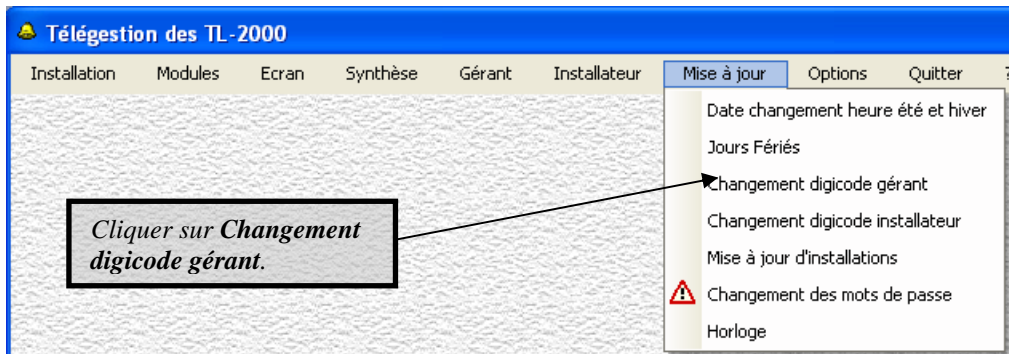 Télégestion des TL-2000
Installation Modules Ecran Synthèse Gérant Installateur Mise à jour Options Quitter ?
Date changement heure été et hiver
Jours Fériés
Changement digicode gérant
Changement digicode installateur
Mise à jour d'installations
Changement des mots de passe
Horloge
Cliquer sur Changement
digicode gérant.